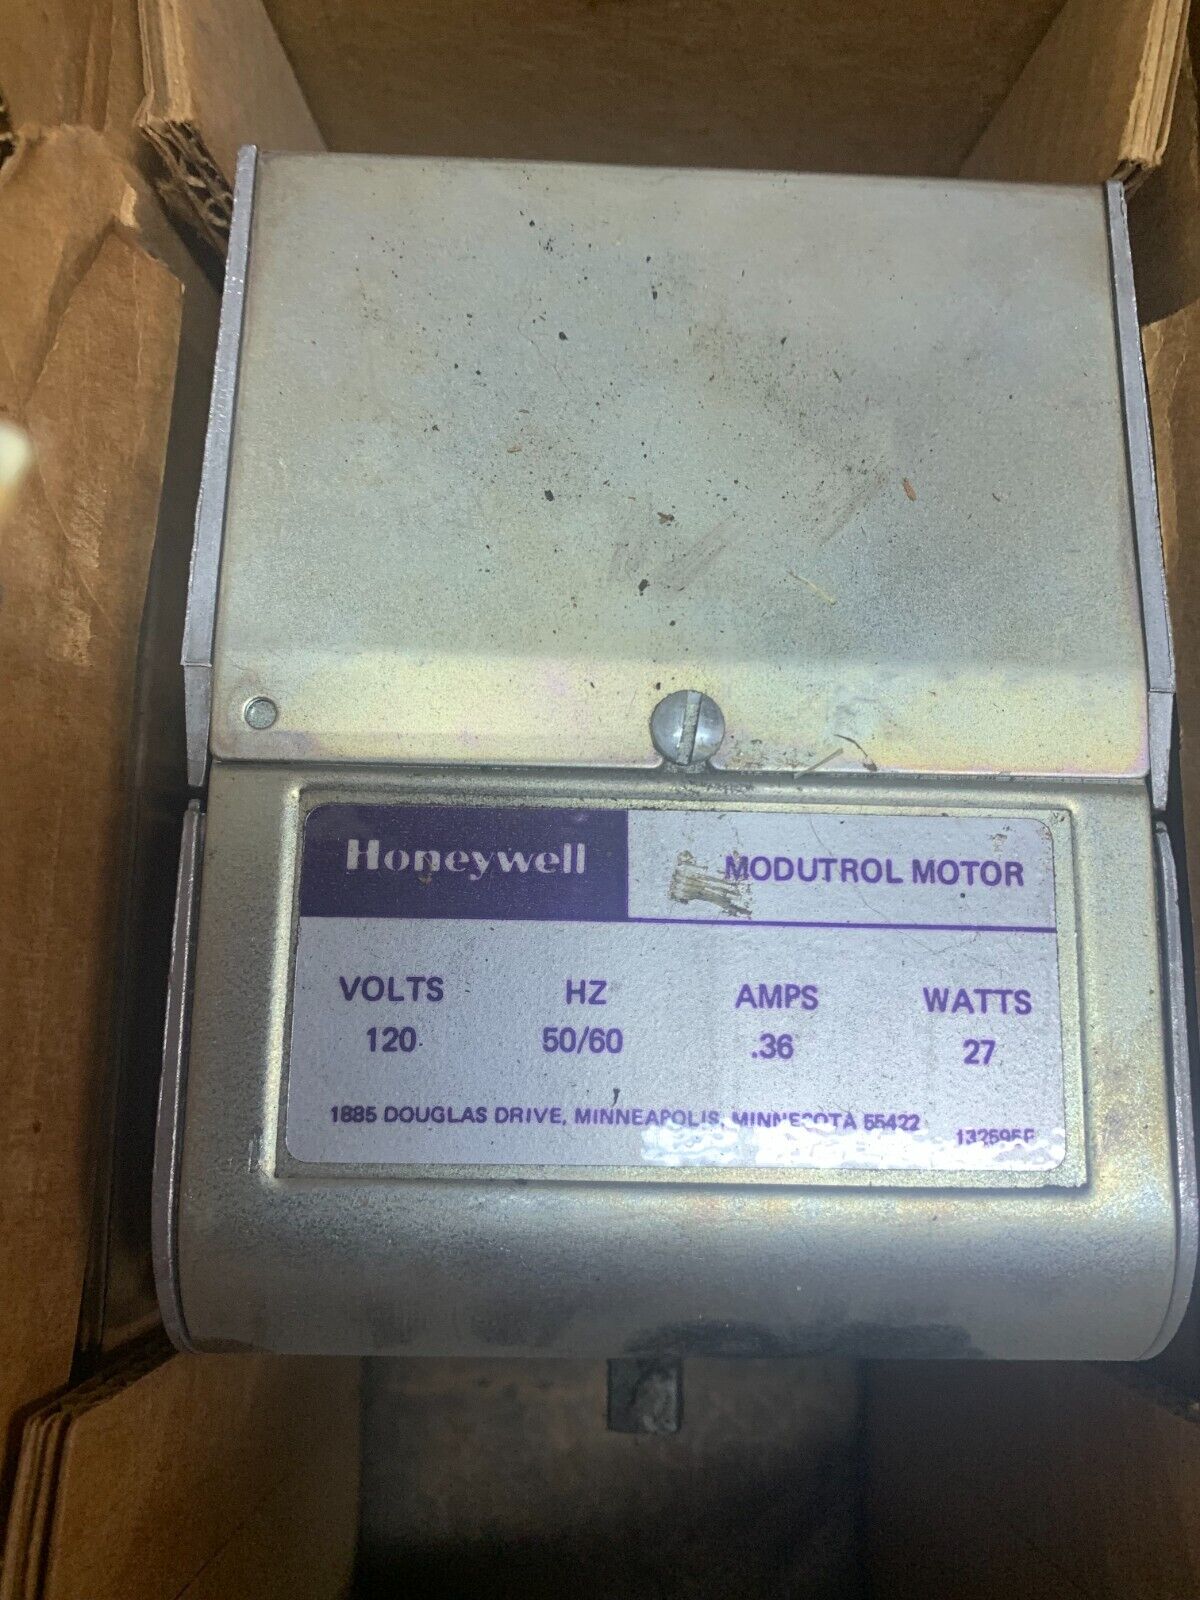 Honeywell MODUTROL MOTOR
VOLTS HZ AMPS WATTS
120 50/60 .36 27
1885 DOUGLAS DRIVE, MINNEAPOLIS, MINNESOTA 55422